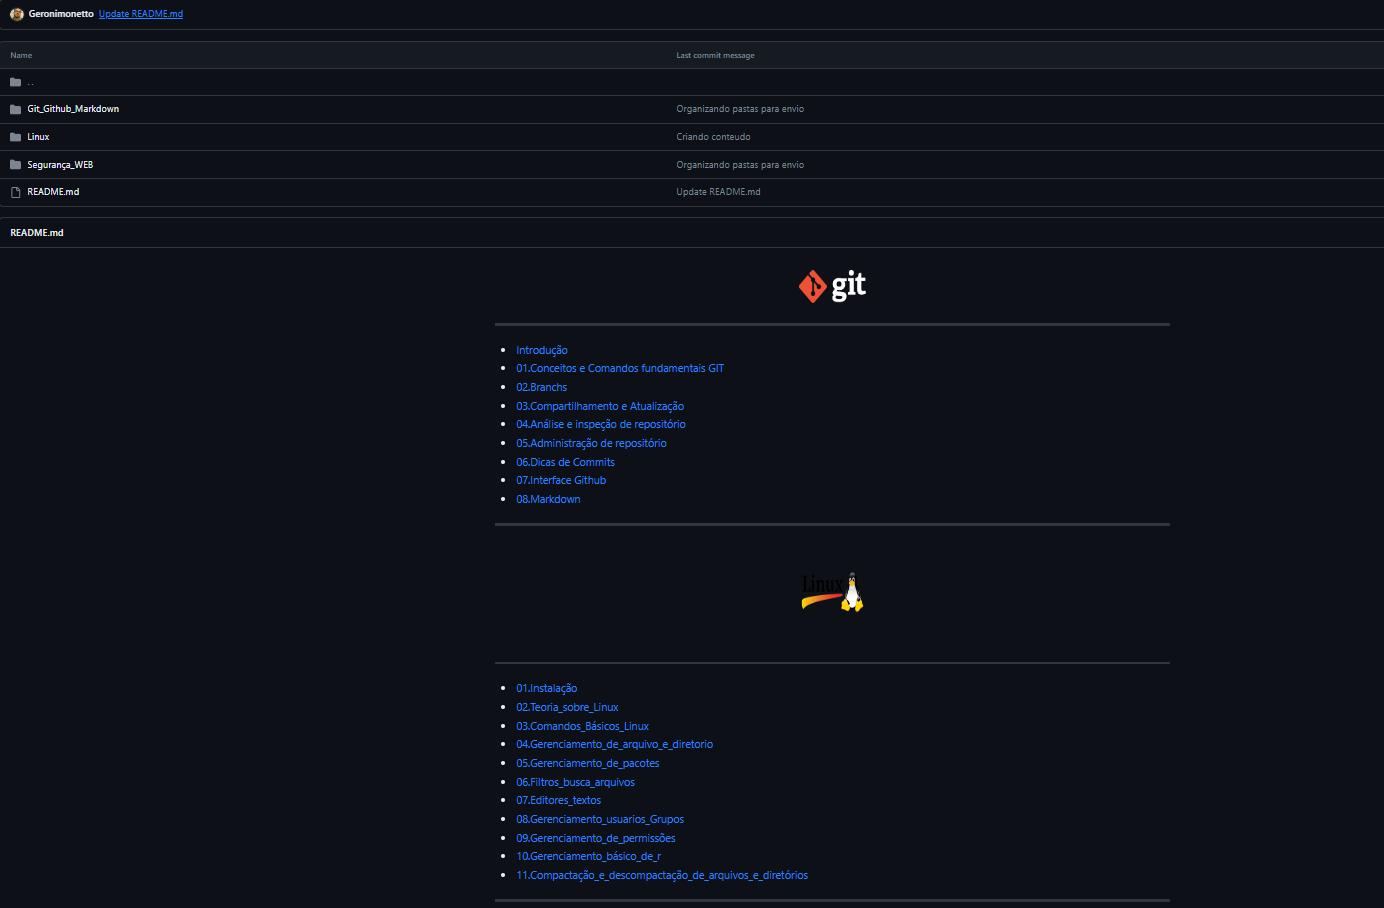 Geronimonetto Update README.md
Name Last commit message
..
Git_Github_Markdown Organizando pastas para envio
Linux Criando conteudo
Segurança_WEB Organizando pastas para envio
README.md Update README.md
README.md
git
Introdução
01.Conceitos e Comandos fundamentais GIT
02.Branchs
03.Compartilhamento e Atualização
04.Análise e inspeção de repositório
05.Administração de repositório
06.Dicas de Commits
07.Interface Github
08.Markdown
Linux
01.Instalação
02.Teoria_sobre_Linux
03.Comandos_Básicos_Linux
04.Gerenciamento_de_arquivo_e_diretorio
05.Gerenciamento_de_pacotes
06.Filtros_busca_arquivos
07.Editores_textos
08.Gerenciamento_usuarios_Grupos
09.Gerenciamento_de_permissões
10.Gerenciamento_básico_de_r
11.Compactação_e_descompactação_de_arquivos_e_diretórios